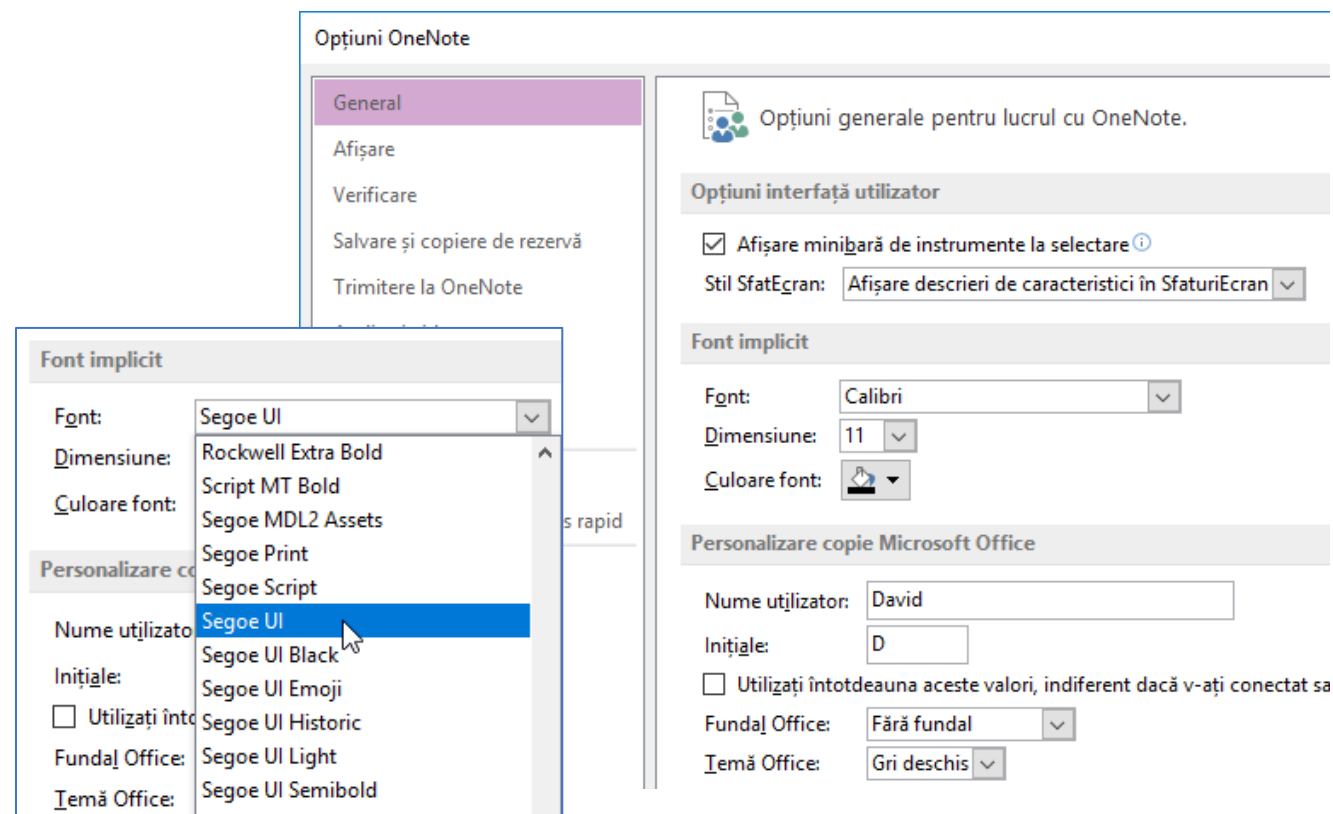 Opțiuni OneNote
General
Afișare
Verificare
Salvare și copiere de rezervă
Trimitere la OneNote
s rapid
Opțiuni generale pentru lucrul cu OneNote.
Opțiuni interfață utilizator
Afișare minibară de instrumente la selectare
Stil SfatEcran: Afișare descrieri de caracteristici în SfaturiEcran
Font implicit
Font: Calibri
Dimensiune: 11
Culoare font:
Personalizare copie Microsoft Office
Nume utilizator: David
Inițiale: D
Utilizați întotdeauna aceste valori, indiferent dacă v-ați conectat sa
Fundal Office: Fără fundal
Temă Office: Gri deschis
Font implicit
Font: Segoe UI
Dimensiune:
Culoare font:
Personalizare co
Nume utilizato
Inițiale:
Utilizați înto
Fundal Office:
Temă Office:
Rockwell Extra Bold
Script MT Bold
Segoe MDL2 Assets
Segoe Print
Segoe Script
Segoe UI
Segoe UI Black
Segoe UI Emoji
Segoe UI Historic
Segoe UI Light
Segoe UI Semibold